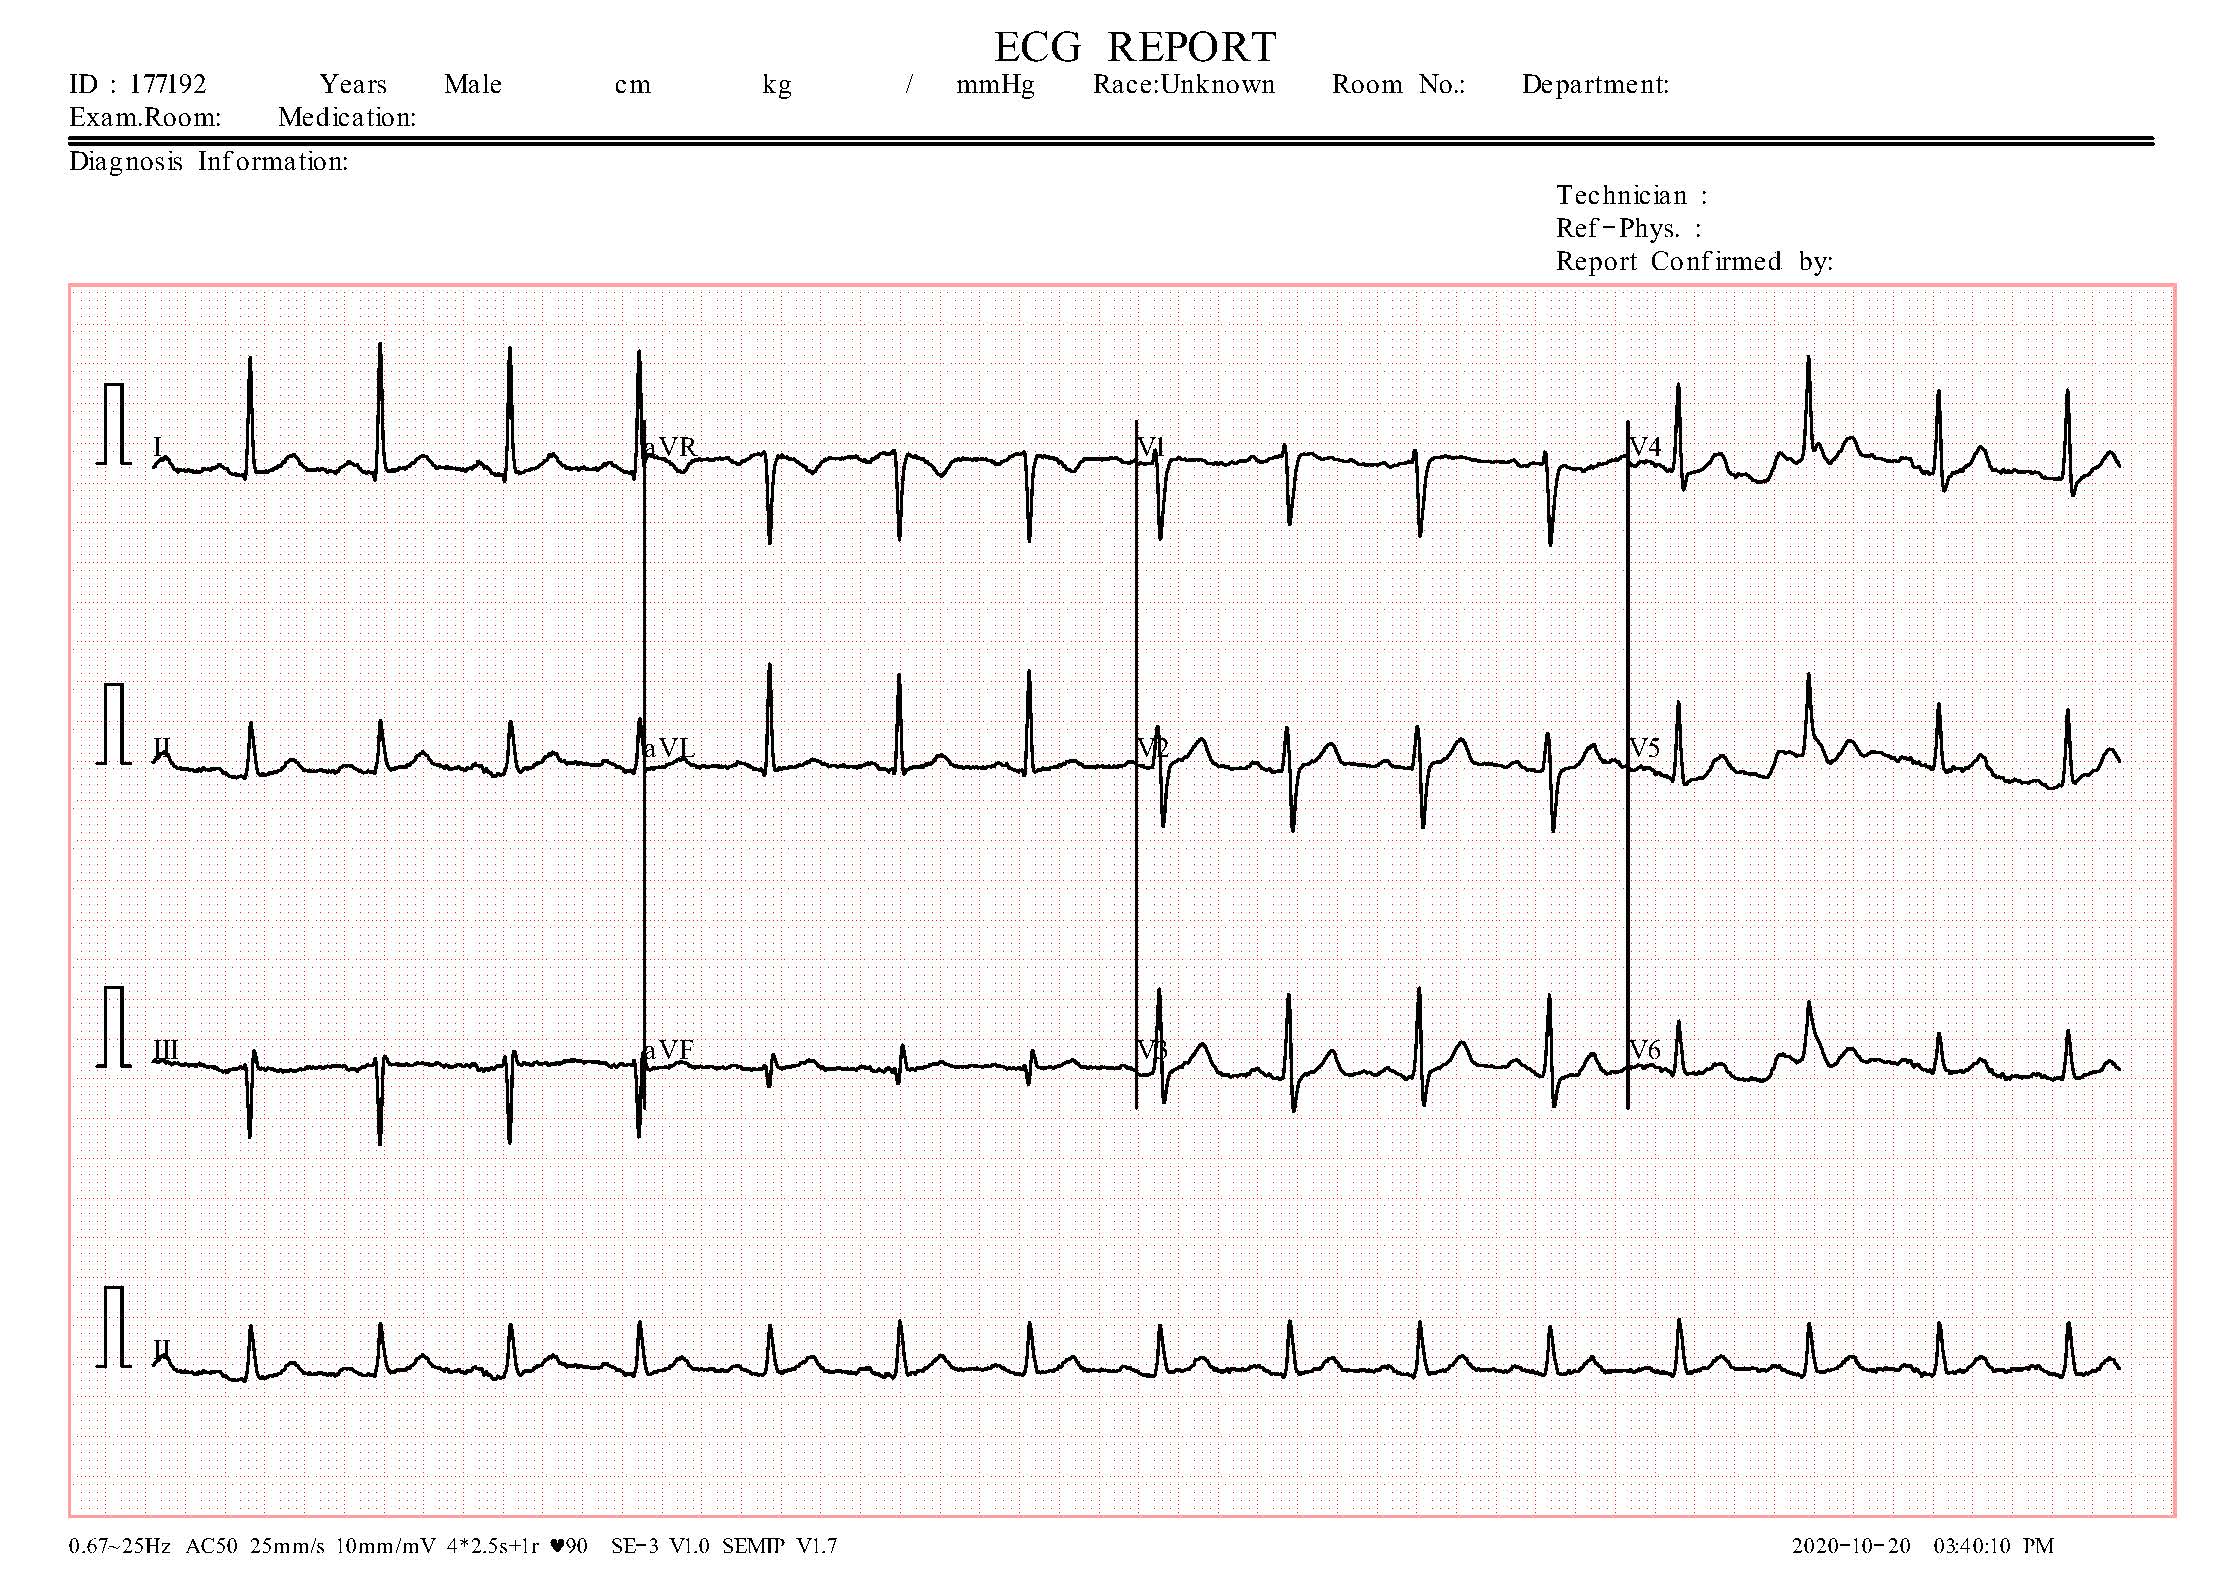 ECG REPORT
ID : 177192 Years Male cm kg / mmHg Race:Unknown Room No.: Department:
Exam.Room: Medication:
Diagnosis Information:
Technician :
Ref-Phys. :
Report Confirmed by:
I aVR V1 V4
II aVL V2 V5
III aVF V3 V6
II
0.67~25Hz AC50 25mm/s 10mm/mV 4*2.5s+1r ♥90 SE-3 V1.0 SEMIP V1.7 2020-10-20 03:40:10 PM